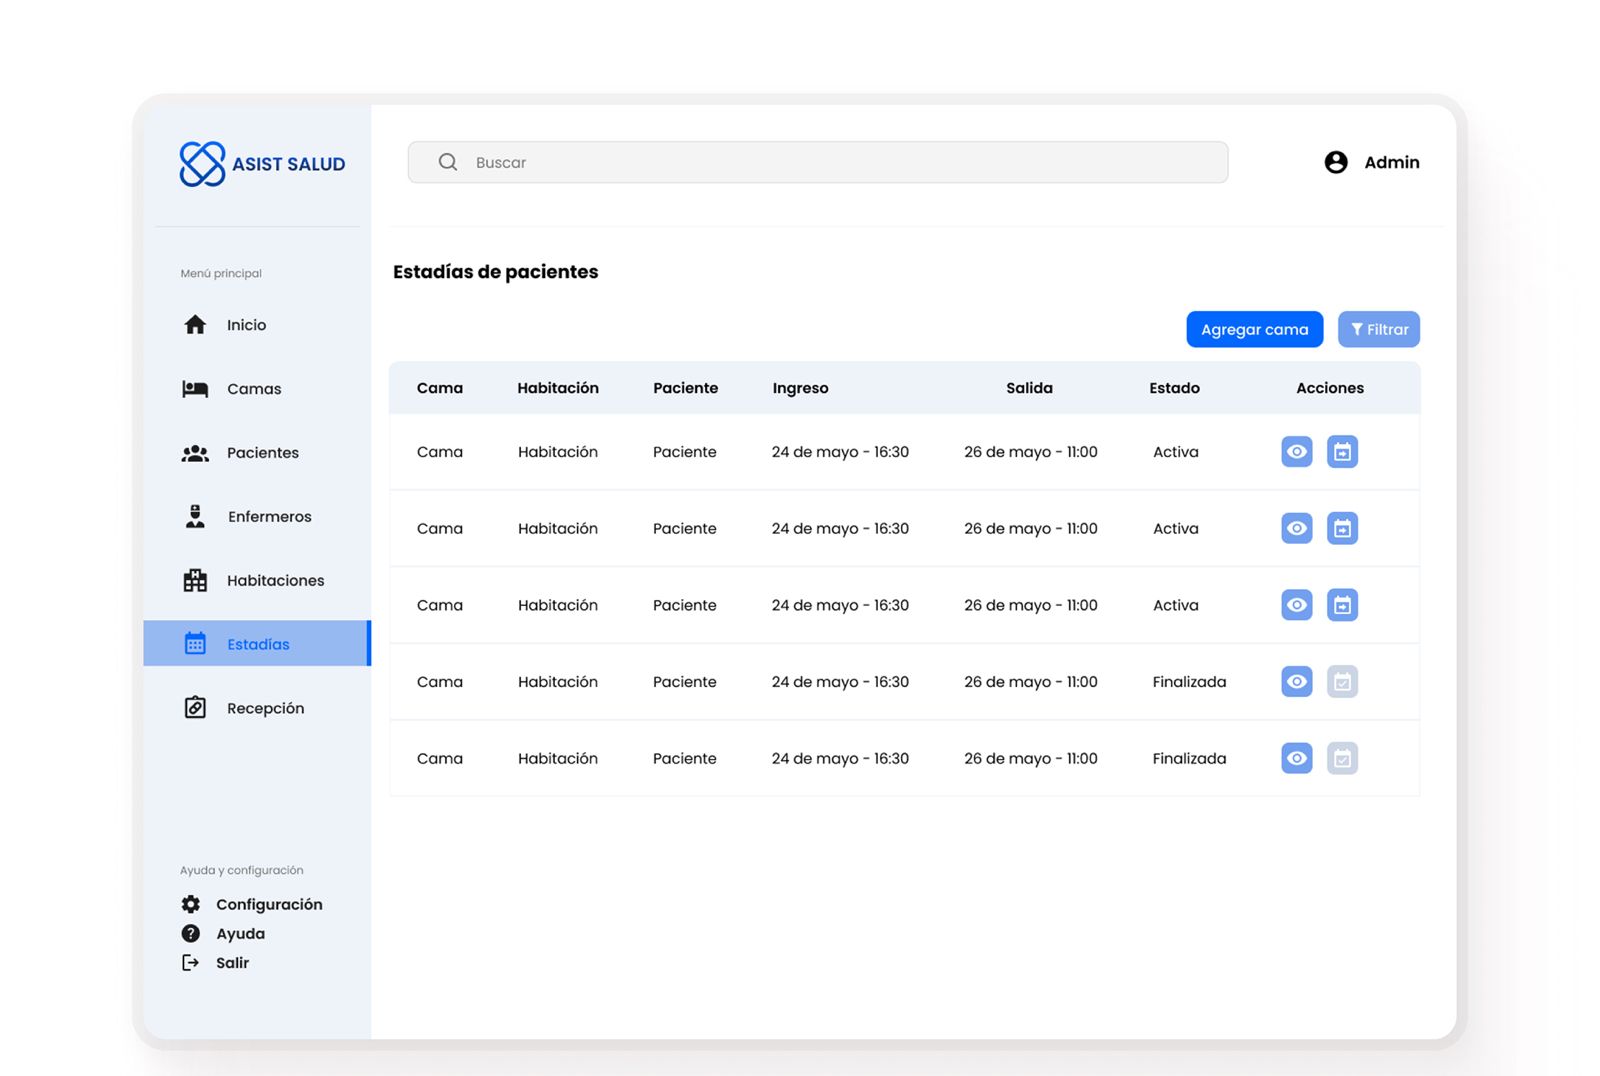 ASIST SALUD
Buscar
Admin
Menú principal
Inicio
Camas
Pacientes
Enfermeros
Habitaciones
Estadías
Recepción
Ayuda y configuración
Configuración
Ayuda
Salir
Estadías de pacientes
Agregar cama Filtrar
Cama Habitación Paciente Ingreso Salida Estado Acciones
Cama Habitación Paciente 24 de mayo - 16:30 26 de mayo - 11:00 Activa
Cama Habitación Paciente 24 de mayo - 16:30 26 de mayo - 11:00 Activa
Cama Habitación Paciente 24 de mayo - 16:30 26 de mayo - 11:00 Activa
Cama Habitación Paciente 24 de mayo - 16:30 26 de mayo - 11:00 Finalizada
Cama Habitación Paciente 24 de mayo - 16:30 26 de mayo - 11:00 Finalizada